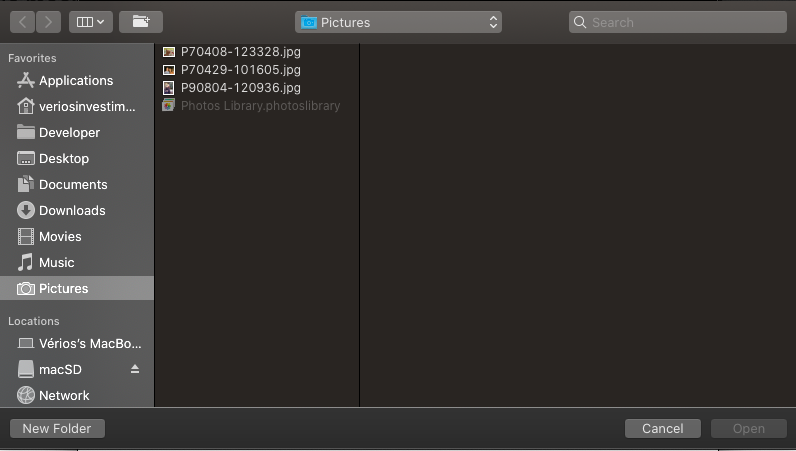 Pictures
Search
Favorites
Applications
veriosinvestim...
Developer
Desktop
Documents
Downloads
Movies
Music
Pictures
Locations
Vérios's MacBo...
macSD
Network
P70408-123328.jpg
P70429-101605.jpg
P90804-120936.jpg
Photos Library.photoslibrary
New Folder
Cancel
Open